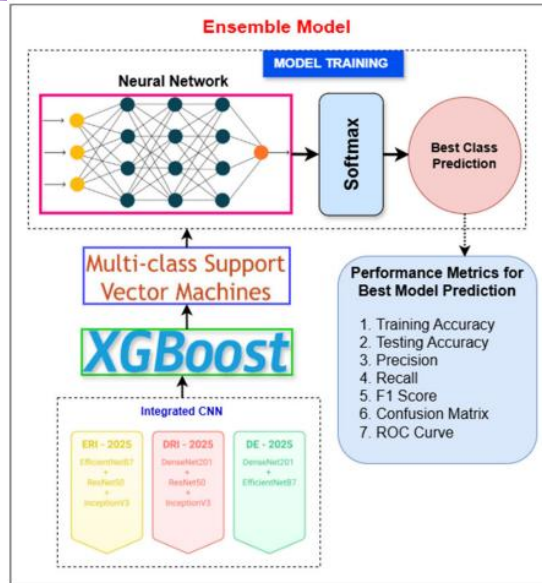 Ensemble Model
MODEL TRAINING
Neural Network
Softmax
Best Class
Prediction
Multi-class Support
Vector Machines
XGBoost
Integrated CNN
ERI - 2025
EfficientNetB7
+
ResNet50
+
InceptionV3
DRI - 2025
DenseNet201
+
ResNet50
+
InceptionV3
DE - 2025
DenseNet201
+
EfficientNetB7
Performance Metrics for
Best Model Prediction
1. Training Accuracy
2. Testing Accuracy
3. Precision
4. Recall
5. F1 Score
6. Confusion Matrix
7. ROC Curve